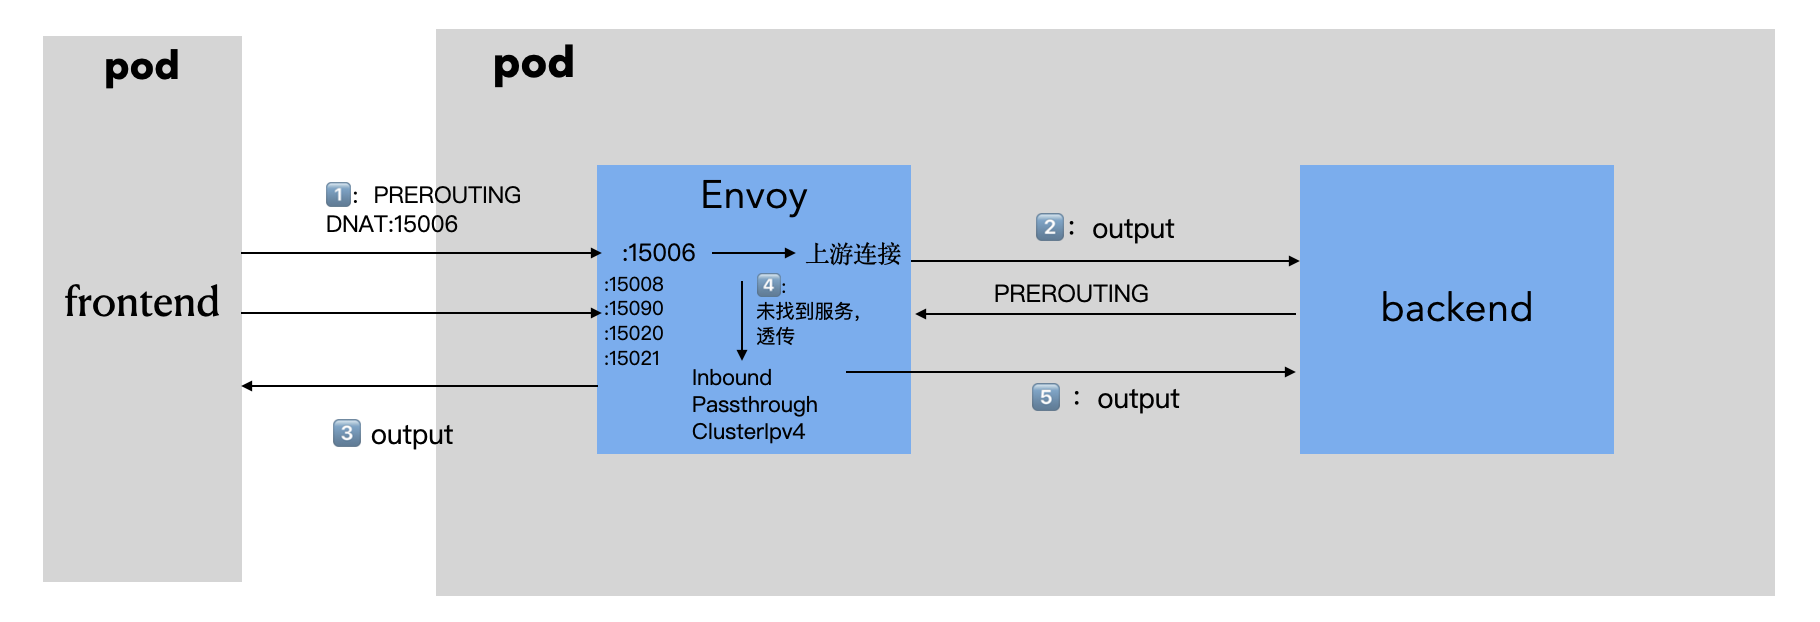 pod
pod
1: PREROUTING
DNAT:15006
frontend
Envoy
:15006
上游连接
:15008
:15090
:15020
:15021
4:
未找到服务，
透传
Inbound
Passthrough
ClusterIpv4
2: output
PREROUTING
5: output
3 output
backend